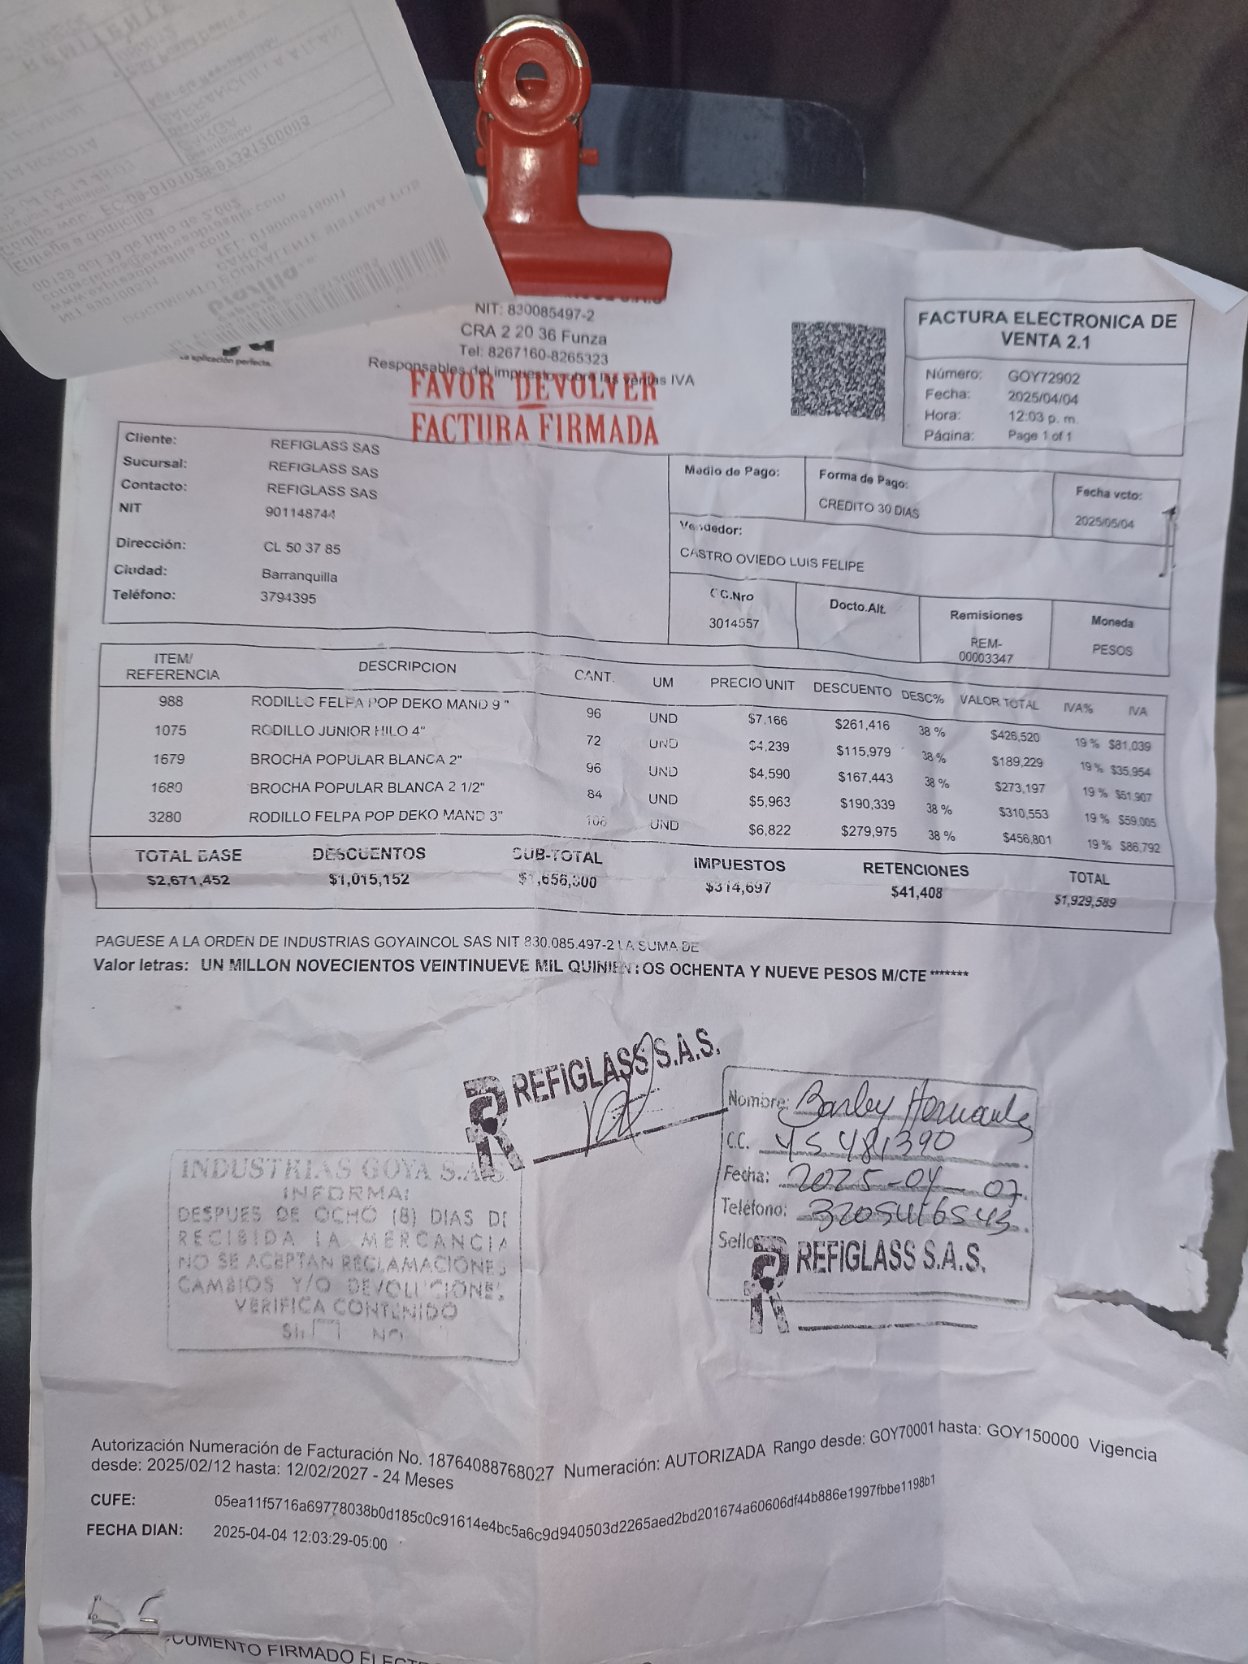 NIT: 830085497-2
CRA 2 20 36 Funza
Tel: 8267160-8265323
Responsables del impuesto sobre las ventas IVA
La aplicación perfecta.
FAVOR DEVOLVER
FACTURA FIRMADA
FACTURA ELECTRONICA DE
VENTA 2.1
Número: GOY72902
Fecha: 2025/04/04
Hora: 12:03 p. m.
Página: Page 1 of 1
Cliente: REFIGLASS SAS
Sucursal: REFIGLASS SAS
Contacto: REFIGLASS SAS
NIT 901148744
Dirección: CL 50 37 85
Ciudad: Barranquilla
Teléfono: 3794395
Medio de Pago:
Forma de Pago: CREDITO 30 DIAS
Fecha vcto: 2025/05/04
Vendedor:
CASTRO OVIEDO LUIS FELIPE
3014557
Docto.Alt.
Remisiones REM-00003347
Moneda PESOS
ITEM/ REFERENCIA DESCRIPCION CANT. UM PRECIO UNIT DESCUENTO DESC% VALOR TOTAL IVA% IVA
988 RODILLO FELPA POP DEKO MAND 9 " 96 UND $7,166 $261,416 38 % $426,520 19 % $81,039
1075 RODILLO JUNIOR HILO 4" 72 UND $4,239 $115,979 38 % $189,229 19 % $35,954
1679 BROCHA POPULAR BLANCA 2" 96 UND $4,590 $167,443 38 % $273,197 19 % $51,907
1680 BROCHA POPULAR BLANCA 2 1/2" 84 UND $5,963 $190,339 38 % $310,553 19 % $59,005
3280 RODILLO FELPA POP DEKO MAND 3" UND $6,822 $279,975 38 % $456,801 19 % $86,792
TOTAL BASE DESCUENTOS SUB-TOTAL IMPUESTOS RETENCIONES TOTAL
$2,671,452 $1,015,152 $1,656,300 $314,697 $41,408 $1,929,589
PAGUESE A LA ORDEN DE INDUSTRIAS GOYAINCOL SAS NIT 830.085.497-2 LA SUMA DE
Valor letras: UN MILLON NOVECIENTOS VEINTINUEVE MIL QUINIENTOS OCHENTA Y NUEVE PESOS M/CTE *******
REFIGLASS S.A.S.
Nombre: Barley Hernandez
C.C. 45 481390
Fecha: 2025-04-07
Teléfono: 3205416543
Sello
REFIGLASS S.A.S.
INDUSTRIAS GOYA S.A.S
INFORMA:
DESPUES DE OCHO (8) DIAS DE
RECIBIDA LA MERCANCIA
NO SE ACEPTAN RECLAMACIONES
CAMBIOS Y/O DEVOLUCIONES.
VERIFICA CONTENIDO
SI NO
Autorización Numeración de Facturación No. 18764088768027 Numeración: AUTORIZADA Rango desde: GOY70001 hasta: GOY150000 Vigencia
desde: 2025/02/12 hasta: 12/02/2027 - 24 Meses
CUFE: 05ea11f5716a69778038b0d185c0c91614e4bc5a6c9d940503d2265aed2bd201674a60606df44b886e1997fbbe1198b1
FECHA DIAN: 2025-04-04 12:03:29-05:00
FIRMADO